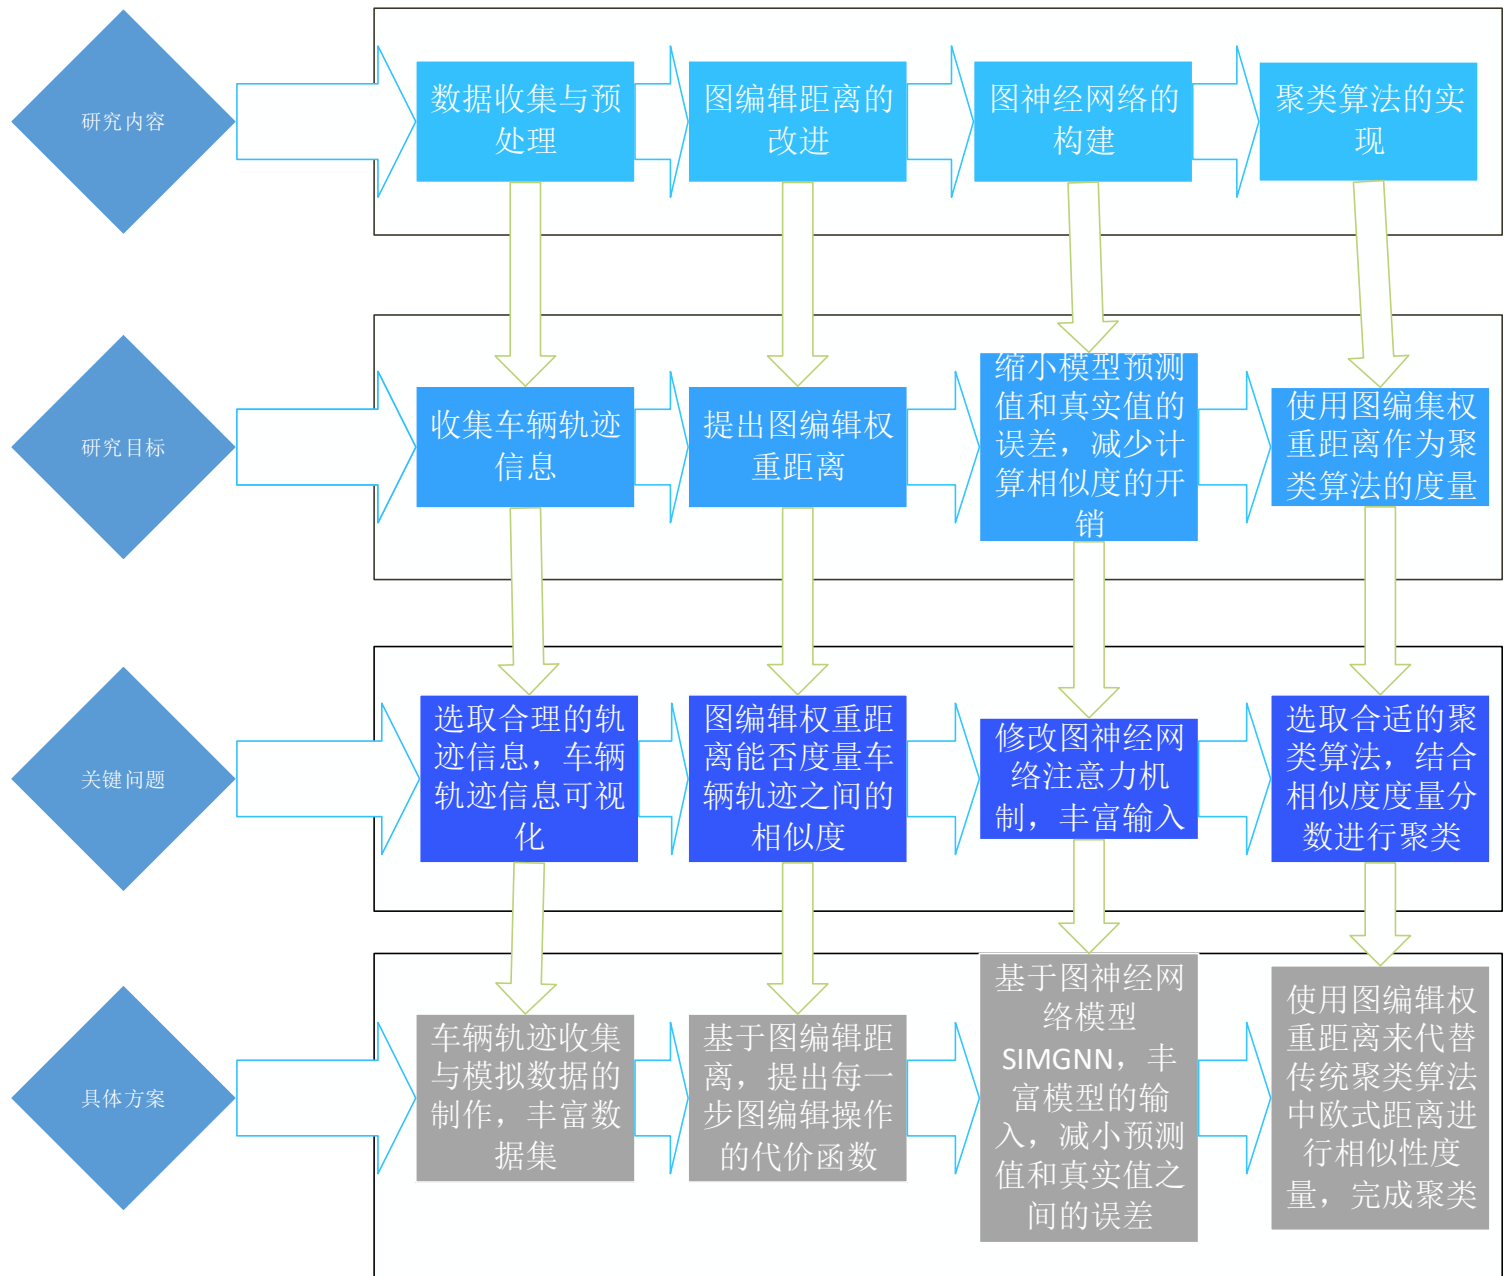 研究内容
数据收集与预
处理
图编辑距离的
改进
图神经网络的
构建
聚类算法的实
现
研究目标
收集车辆轨迹
信息
提出图编辑权
重距离
缩小模型预测
值和真实值的
误差，减少计
算相似度的开
销
使用图编集权
重距离作为聚
类算法的度量
关键问题
选取合理的轨
迹信息，车辆
轨迹信息可视
化
图编辑权重距
离能否度量车
辆轨迹之间的
相似度
修改图神经网
络注意力机
制，丰富输入
选取合适的聚
类算法，结合
相似度度量分
数进行聚类
具体方案
车辆轨迹收集
与模拟数据的
制作，丰富数
据集
基于图编辑距
离，提出每一
步图编辑操作
的代价函数
基于图神经网
络模型
SIMGNN，丰
富模型的输
入，减小预测
值和真实值之
间的误差
使用图编辑权
重距离来代替
传统聚类算法
中欧式距离进
行相似性度
量，完成聚类